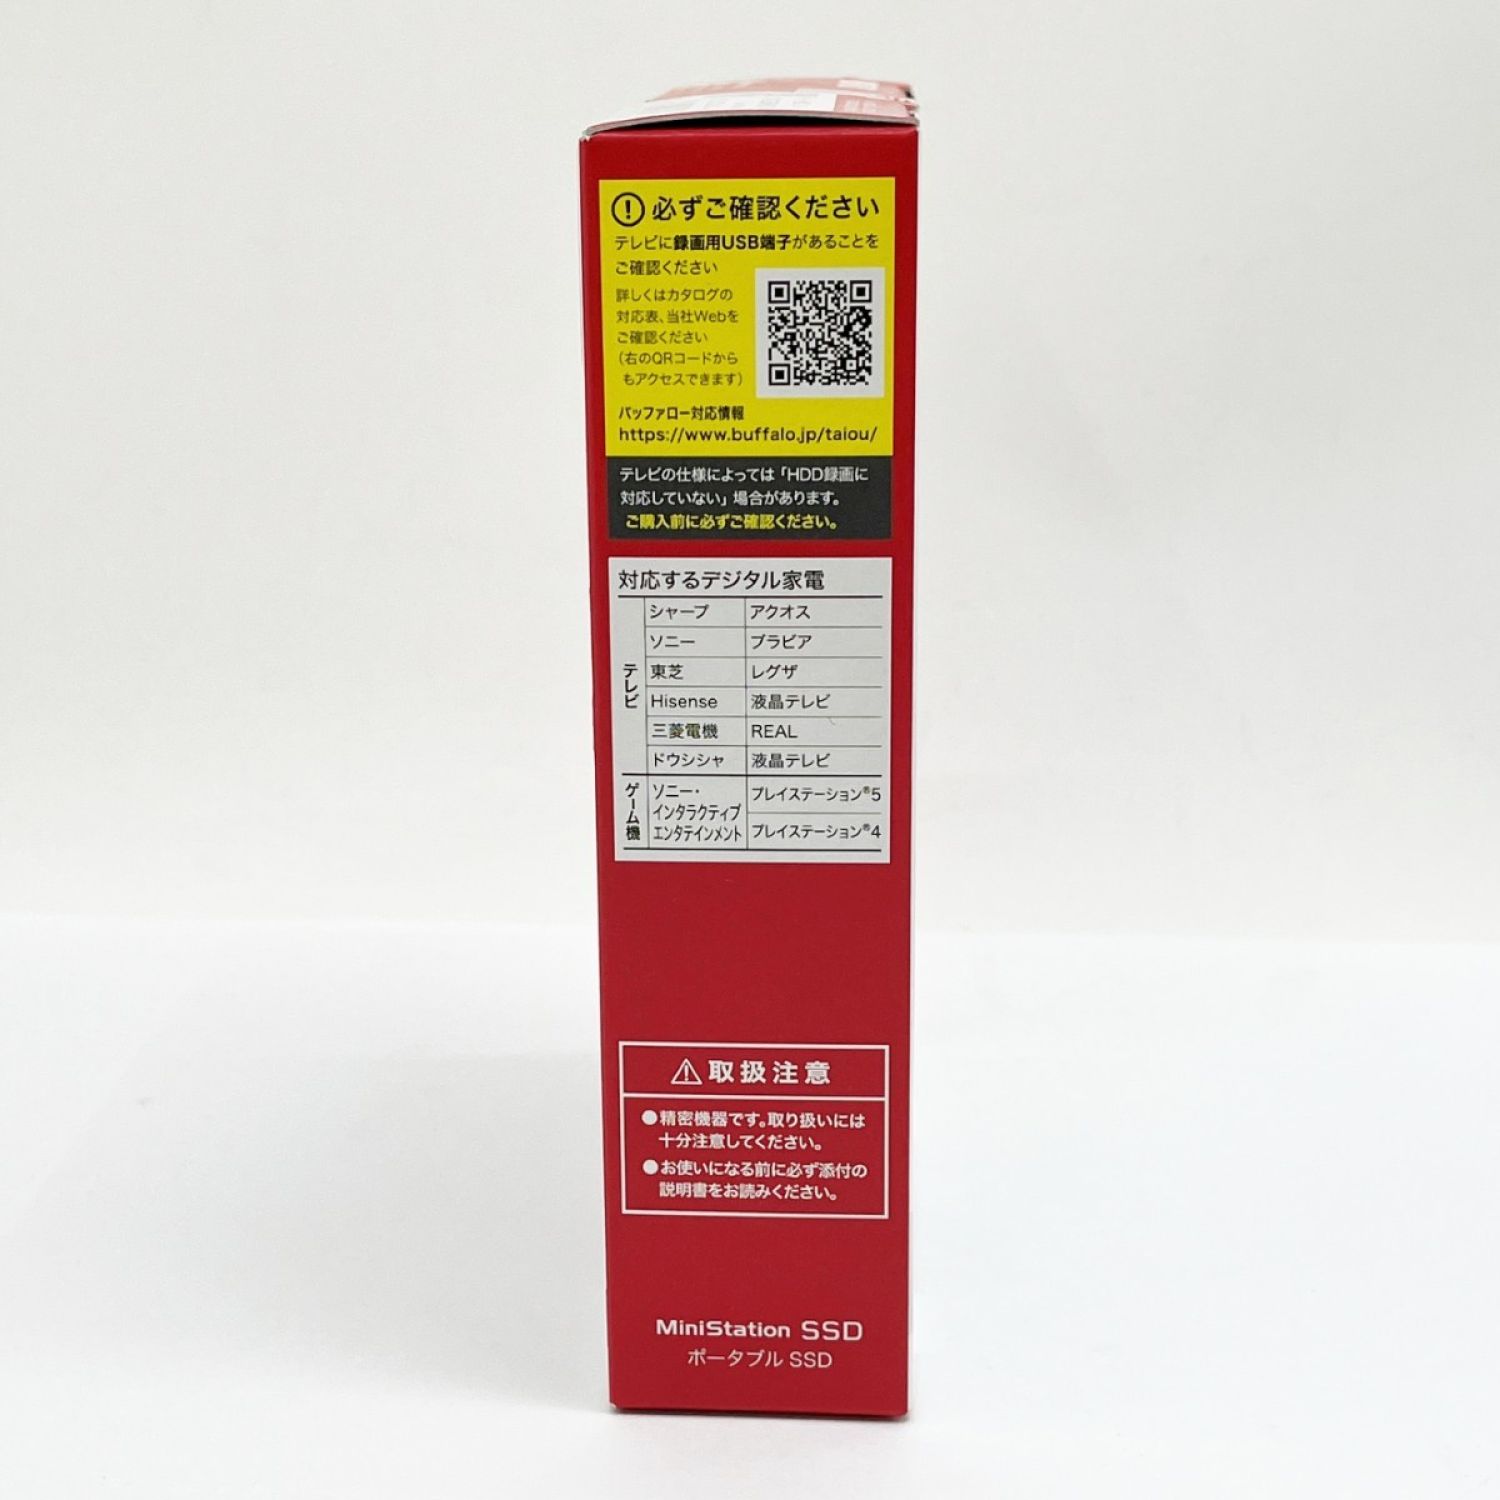 必ずご確認ください
テレビに録画用USB端子があることを
ご確認ください
詳しくはカタログの
対応表、当社Webを
ご確認ください
(右のQRコードから
もアクセスできます)
バッファロー対応情報
https://www.buffalo.jp/taiou/
テレビの仕様によっては「HDD録画に
対応していない」場合があります。
ご購入前に必ずご確認ください。
対応するデジタル家電
テレビ
シャープ アクオス
ソニー ブラビア
東芝 レグザ
Hisense 液晶テレビ
三菱電機 REAL
ドウシシャ 液晶テレビ
ゲーム機
ソニー・
インタラクティブ
エンタテインメント
プレイステーション®5
プレイステーション®4
取扱注意
●精密機器です。取り扱いには
十分注意してください。
●お使いになる前に必ず添付の
説明書をお読みください。
MiniStation SSD
ポータブル SSD